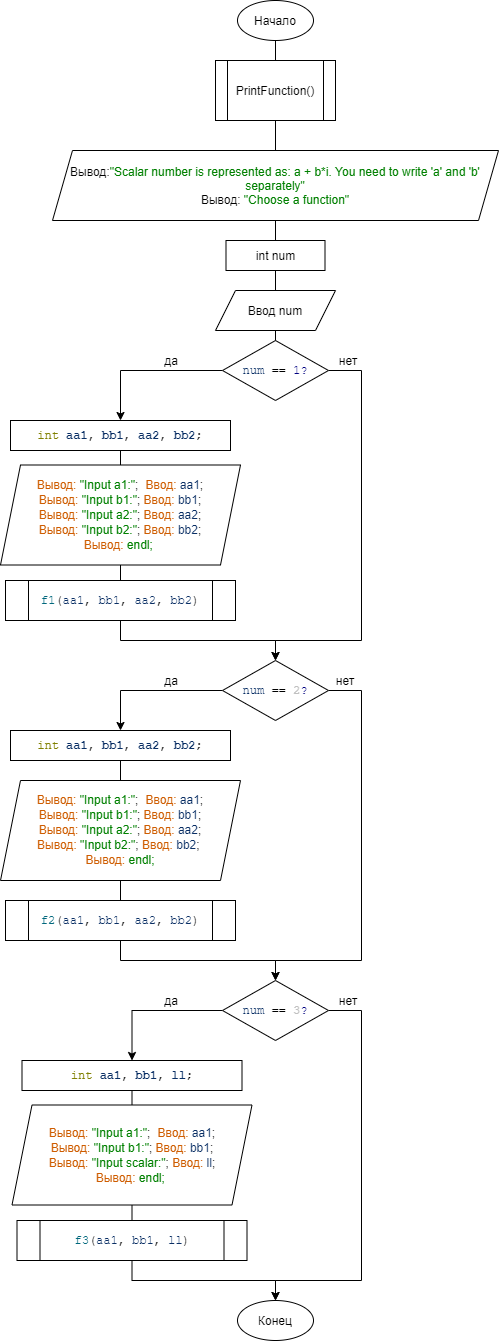 Начало
PrintFunction()
Вывод:"Scalar number is represented as: a + b*i. You need to write 'a' and 'b'
separately"
Вывод: "Choose a function"
int num
Ввод num
да
нет
num == 1?
int aa1, bb1, aa2, bb2;
Вывод: "Input a1:"; Ввод: aa1;
Вывод: "Input b1:"; Ввод: bb1;
Вывод: "Input a2:"; Ввод: aa2;
Вывод: "Input b2:"; Ввод: bb2;
Вывод: endl;
f1(aa1, bb1, aa2, bb2)
да
нет
num == 2?
int aa1, bb1, aa2, bb2;
Вывод: "Input a1:"; Ввод: aa1;
Вывод: "Input b1:"; Ввод: bb1;
Вывод: "Input a2:"; Ввод: aa2;
Вывод: "Input b2:"; Ввод: bb2;
Вывод: endl;
f2(aa1, bb1, aa2, bb2)
да
нет
num == 3?
int aa1, bb1, ll;
Вывод: "Input a1:"; Ввод: aa1;
Вывод: "Input b1:"; Ввод: bb1;
Вывод: "Input scalar:"; Ввод: ll;
Вывод: endl;
f3(aa1, bb1, ll)
Конец